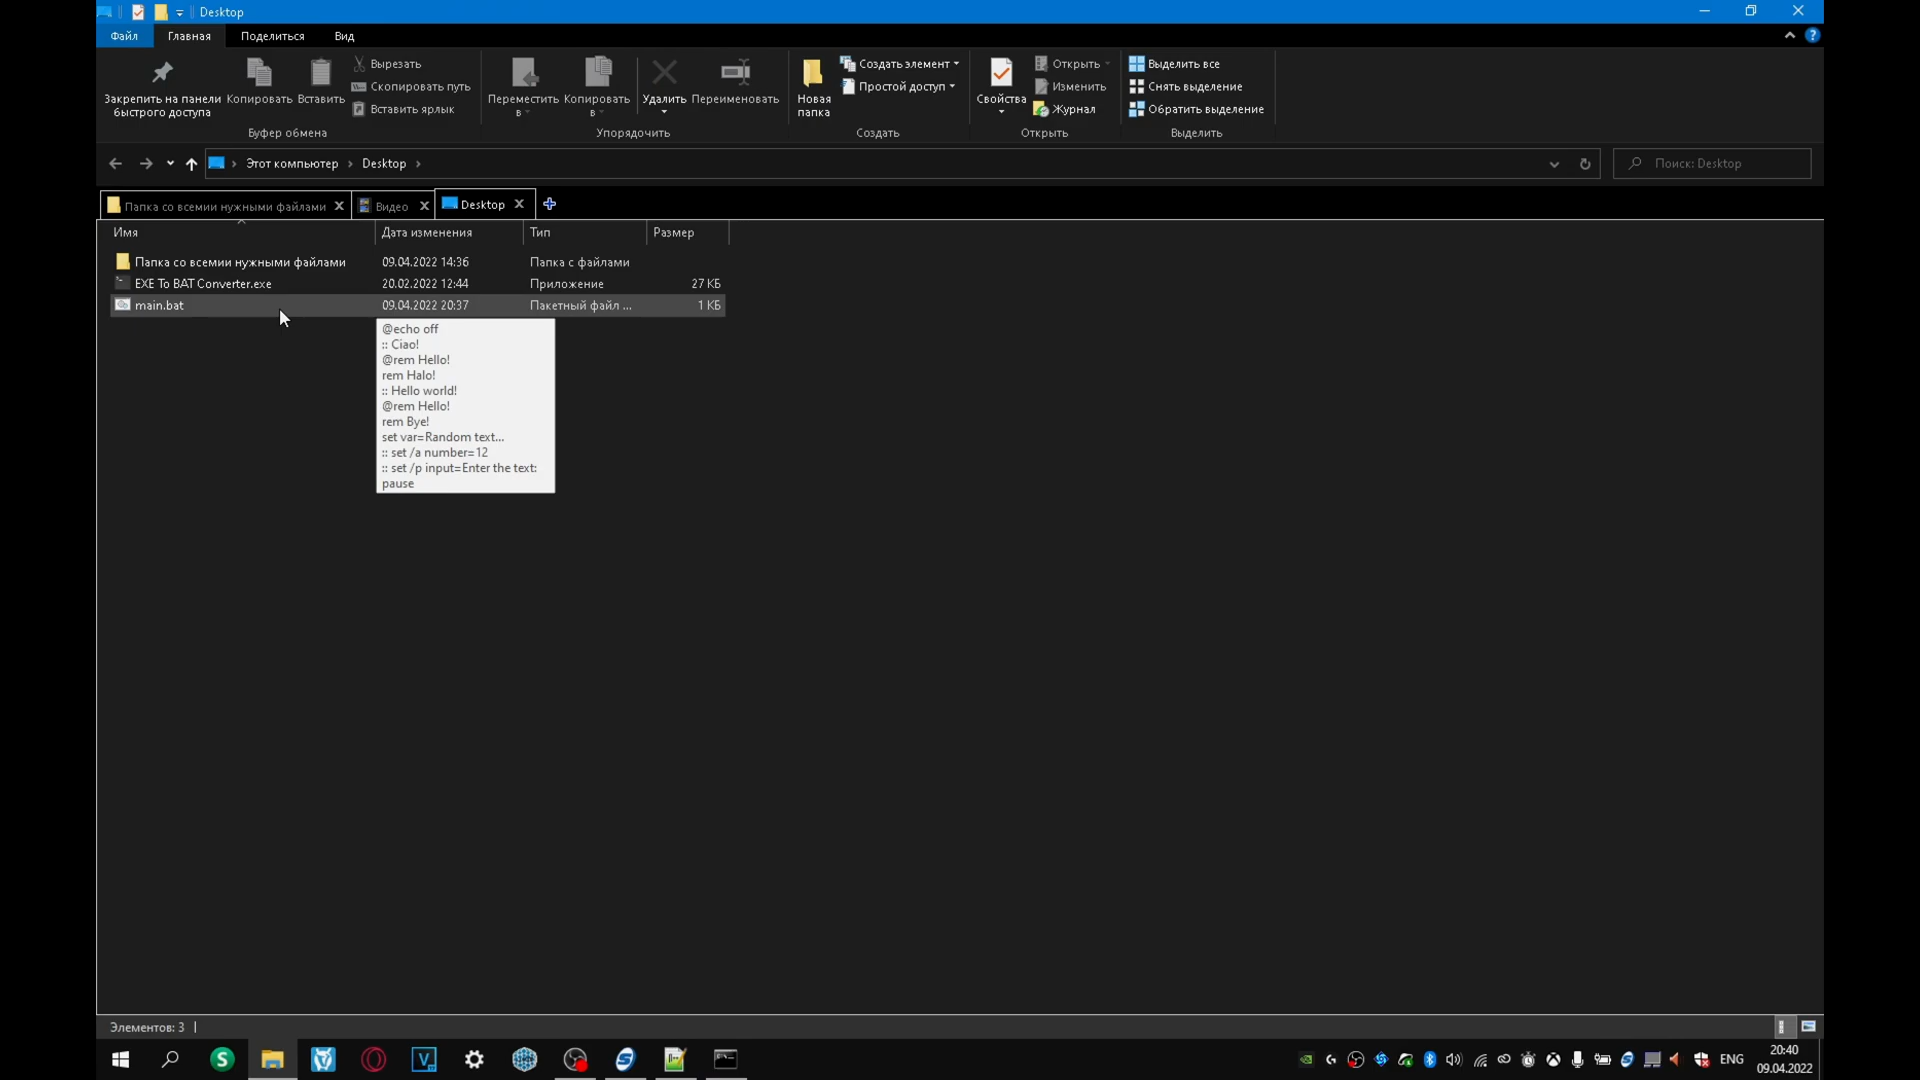 Desktop
Файл Главная Поделиться Вид
Закрепить на панели быстрого доступа
Копировать
Вставить
Вырезать
Скопировать путь
Вставить ярлык
Буфер обмена
Переместить в
Копировать в
Удалить
Переименовать
Упорядочить
Новая папка
Создать элемент
Простой доступ
Создать
Свойства
Открыть
Изменить
Журнал
Открыть
Выделить все
Снять выделение
Обратить выделение
Выделить
Этот компьютер Desktop
Поиск: Desktop
Папка со всемии нужными файлами Видео Desktop
Имя Дата изменения Тип Размер
Папка со всемии нужными файлами 09.04.2022 14:36 Папка с файлами
EXE To BAT Converter.exe 20.02.2022 12:44 Приложение 27 КБ
main.bat 09.04.2022 20:37 Пакетный файл ... 1 КБ
@echo off
:: Ciao!
@rem Hello!
rem Halo!
:: Hello world!
@rem Hello!
rem Bye!
set var=Random text...
:: set /a number=12
:: set /p input=Enter the text:
pause
Элементов: 3
ENG
20:40
09.04.2022